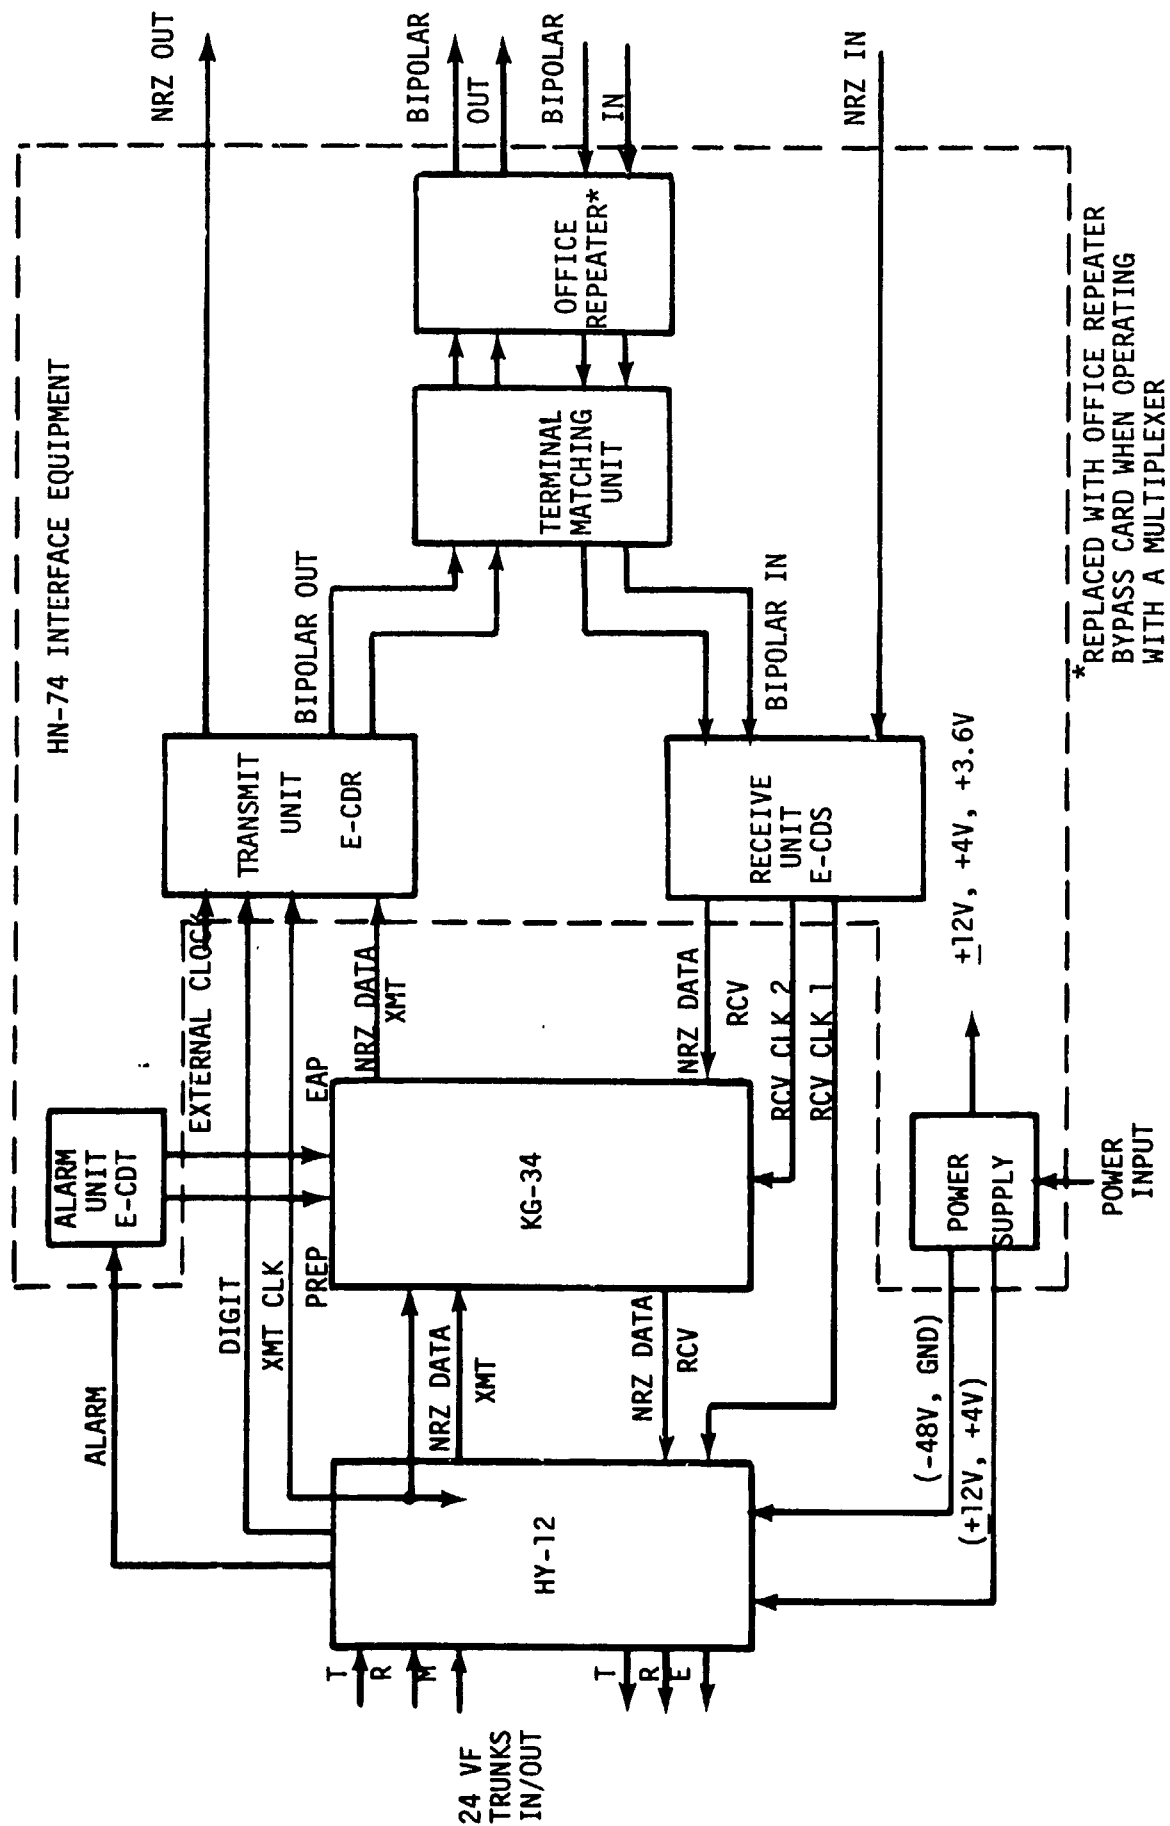 HN-74 INTERFACE EQUIPMENT
NRZ OUT
BIPOLAR
OUT
BIPOLAR
IN
NRZ IN
ALARM
ALARM
UNIT
E-CDT
EXTERNAL CLOCK
DIGIT
XMT CLK
PREP
EAP
TRANSMIT
UNIT
E-CDR
BIPOLAR OUT
TERMINAL
MATCHING
UNIT
OFFICE
REPEATER*
NRZ DATA
XMT
NRZ DATA
XMT
T
R
M
24 VF
TRUNKS
IN/OUT
HY-12
KG-34
T
R
E
NRZ DATA
RCV
NRZ DATA
RCV
RCV CLK 2
RCV CLK 1
RECEIVE
UNIT
E-CDS
BIPOLAR IN
(-48V, GND)
(±12V, +4V)
POWER
SUPPLY
±12V, +4V, +3.6V
POWER
INPUT
*REPLACED WITH OFFICE REPEATER
BYPASS CARD WHEN OPERATING
WITH A MULTIPLEXER